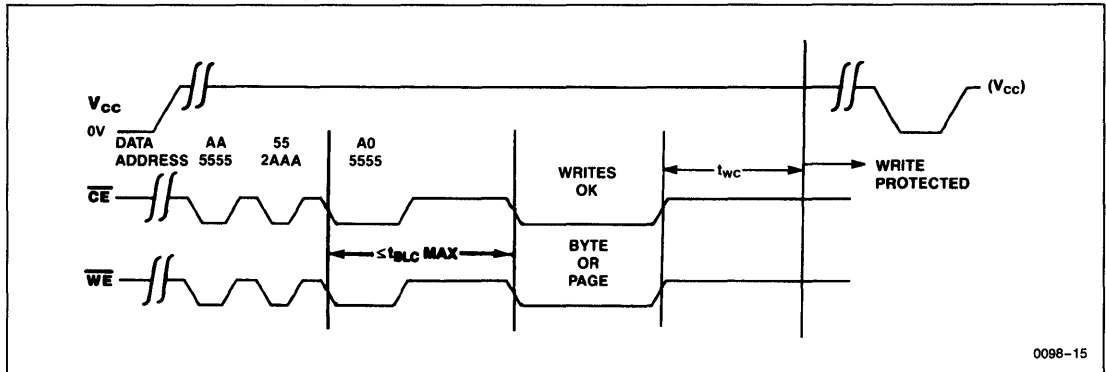 VCC
(VCC)
0V
DATA AA 55 A0
ADDRESS 5555 2AAA 5555
WRITES
OK
tWC
WRITE
PROTECTED
CE
≤tBLC MAX
BYTE
OR
PAGE
WE
0098–15